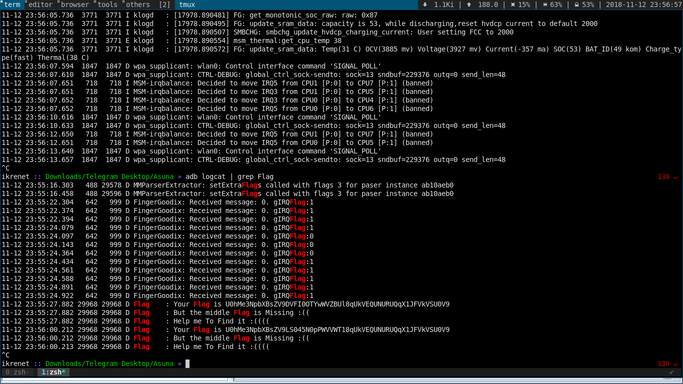 term editor browser tools others [2] tmux 1.1K| 188.0 15% 63% 53% 2018-11-12 23:56:57
11-12 23:56:05.736 3771 3771 I klogd : [17978.890481] FG: get_monotonic_soc_raw: raw: 0x87
11-12 23:56:05.736 3771 3771 I klogd : [17978.890495] FG: update_sram_data: capacity is 53, while discharging,reset hvdcp current to default 2000
11-12 23:56:05.736 3771 3771 I klogd : [17978.890507] SMBCHG: smbchg_update_hvdcp_charging_current: User setting FCC to 2000
11-12 23:56:05.736 3771 3771 I klogd : [17978.890554] msm_thermal:get_cpu_temp 38
11-12 23:56:05.736 3771 3771 I klogd : [17978.890572] FG: update_sram_data: Temp(31 C) OCV(3885 mv) Voltage(3927 mv) Current(-357 ma) SOC(53) BAT_ID(49 km) Charge_ty
pe(fast) Thermal(38 C)
11-12 23:56:07.594 1847 1847 D wpa_supplicant: wlan0: Control interface command 'SIGNAL_POLL'
11-12 23:56:07.610 1847 1847 D wpa_supplicant: CTRL-DEBUG: global_ctrl_sock-sendto: sock=13 sndbuf=229376 outq=0 send_len=48
11-12 23:56:07.651 718 718 I MSM-irqbalance: Decided to move IRQ5 from CPU1 [P:0] to CPU7 [P:1] (banned)
11-12 23:56:07.651 718 718 I MSM-irqbalance: Decided to move IRQ3 from CPU1 [P:0] to CPU5 [P:1] (banned)
11-12 23:56:07.652 718 718 I MSM-irqbalance: Decided to move IRQ3 from CPU0 [P:0] to CPU4 [P:1] (banned)
11-12 23:56:07.652 718 718 I MSM-irqbalance: Decided to move IRQ5 from CPU0 [P:0] to CPU6 [P:1] (banned)
11-12 23:56:10.616 1847 1847 D wpa_supplicant: wlan0: Control interface command 'SIGNAL_POLL'
11-12 23:56:10.633 1847 1847 D wpa_supplicant: CTRL-DEBUG: global_ctrl_sock-sendto: sock=13 sndbuf=229376 outq=0 send_len=48
11-12 23:56:12.650 718 718 I MSM-irqbalance: Decided to move IRQ5 from CPU1 [P:0] to CPU7 [P:1] (banned)
11-12 23:56:12.651 718 718 I MSM-irqbalance: Decided to move IRQ5 from CPU0 [P:0] to CPU5 [P:1] (banned)
11-12 23:56:13.640 1847 1847 D wpa_supplicant: wlan0: Control interface command 'SIGNAL_POLL'
11-12 23:56:13.657 1847 1847 D wpa_supplicant: CTRL-DEBUG: global_ctrl_sock-sendto: sock=13 sndbuf=229376 outq=0 send_len=48
^C
ikrenet :: Downloads/Telegram Desktop/Asuna » adb logcat | grep Flag 130 ↵
11-12 23:55:16.303 488 29578 D MMParserExtractor: setExtraFlags called with flags 3 for paser instance ab10aeb0
11-12 23:55:16.458 488 29596 D MMParserExtractor: setExtraFlags called with flags 3 for paser instance ab10aeb0
11-12 23:55:22.304 642 999 D FingerGoodix: Received message: 0. gIRQFlag:1
11-12 23:55:22.374 642 999 D FingerGoodix: Received message: 0. gIRQFlag:1
11-12 23:55:22.421 642 999 D FingerGoodix: Received message: 0. gIRQFlag:1
11-12 23:55:24.079 642 999 D FingerGoodix: Received message: 0. gIRQFlag:1
11-12 23:55:24.097 642 999 D FingerGoodix: Received message: 0. gIRQFlag:0
11-12 23:55:24.143 642 999 D FingerGoodix: Received message: 0. gIRQFlag:0
11-12 23:55:24.364 642 999 D FingerGoodix: Received message: 0. gIRQFlag:0
11-12 23:55:24.434 642 999 D FingerGoodix: Received message: 0. gIRQFlag:1
11-12 23:55:24.561 642 999 D FingerGoodix: Received message: 0. gIRQFlag:1
11-12 23:55:24.588 642 999 D FingerGoodix: Received message: 0. gIRQFlag:1
11-12 23:55:24.891 642 999 D FingerGoodix: Received message: 0. gIRQFlag:1
11-12 23:55:24.922 642 999 D FingerGoodix: Received message: 0. gIRQFlag:0
11-12 23:55:27.882 29968 29968 D Flag : Your Flag is U0hMe3NpbXBsZV9DVFI0OTYwWVZBUl8qUkVEQUNURUQqX1JFVkVSU0V9
11-12 23:55:27.882 29968 29968 D Flag : But the middle Flag is Missing :((
11-12 23:55:27.882 29968 29968 D Flag : Help me To Find it :((((
11-12 23:56:00.212 29968 29968 D Flag : Your Flag is U0hMe3NpbXBsZV9LS045N0pPWVVWT18qUkVEQUNURUQqX1JFVkVSU0V9
11-12 23:56:00.212 29968 29968 D Flag : But the middle Flag is Missing :((
11-12 23:56:00.213 29968 29968 D Flag : Help me To Find it :((((
^C
ikrenet :: Downloads/Telegram Desktop/Asuna » 130 ↵
0:zsh- 1:zsh*